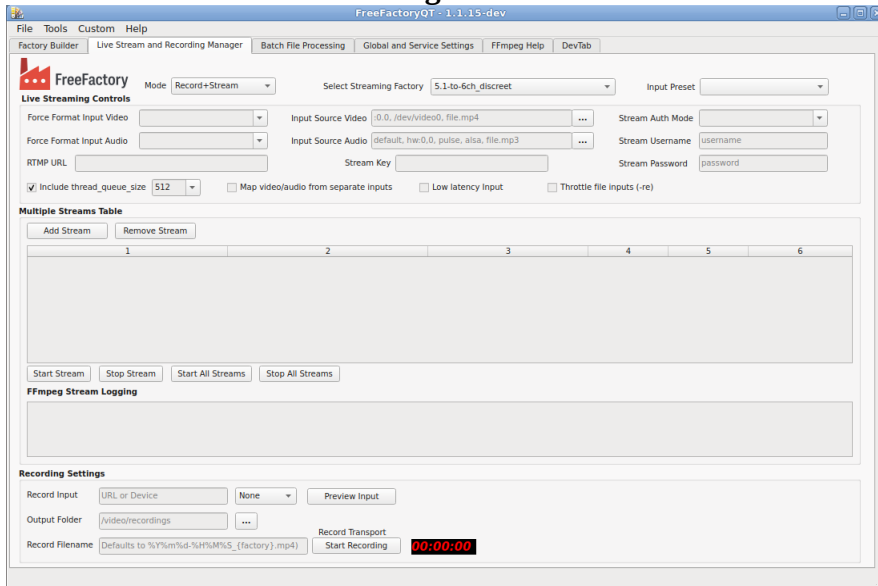 FreeFactoryQT - 1.1.15-dev
File Tools Custom Help
Factory Builder Live Stream and Recording Manager Batch File Processing Global and Service Settings FFmpeg Help DevTab
FreeFactory Mode Record+Stream Select Streaming Factory 5.1-to-6ch_discreet Input Preset
Live Streaming Controls
Force Format Input Video Input Source Video :0.0, /dev/video0, file.mp4 ... Stream Auth Mode
Force Format Input Audio Input Source Audio default, hw:0,0, pulse, alsa, file.mp3 ... Stream Username username
RTMP URL Stream Key Stream Password password
Include thread_queue_size 512 Map video/audio from separate inputs Low latency Input Throttle file inputs (-re)
Multiple Streams Table
Add Stream Remove Stream
1 2 3 4 5 6
Start Stream Stop Stream Start All Streams Stop All Streams
FFmpeg Stream Logging
Recording Settings
Record Input URL or Device None Preview Input
Output Folder /video/recordings ...
Record Transport
Record Filename Defaults to %Y%m%d-%H%M%S_{factory}.mp4) Start Recording 00:00:00